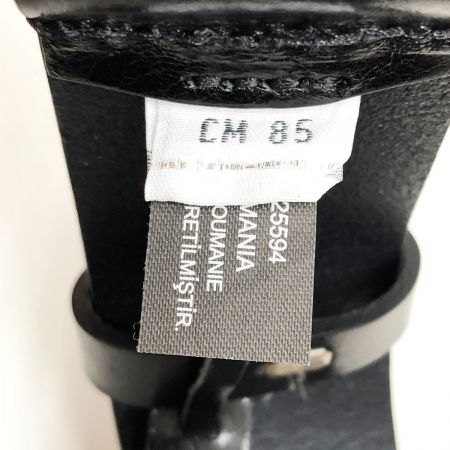 CM 85
25594
MANIA
OUMANIE
RETİLMİŞTİR.